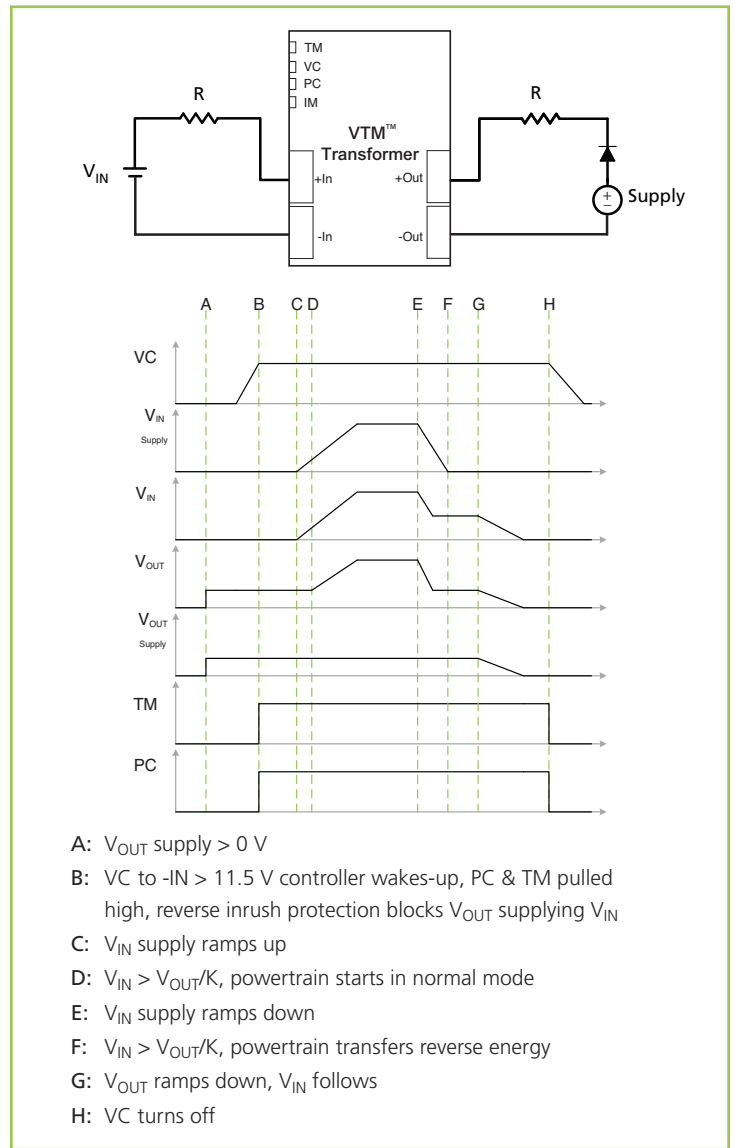 TM
VC
PC
IM
R
R
VTM™
Transformer
V_IN
+In
+Out
Supply
-In
-Out
A B C D E F G H
VC
V_IN
Supply
V_IN
V_OUT
V_OUT
Supply
TM
PC
A: V_OUT supply > 0 V
B: VC to -IN > 11.5 V controller wakes-up, PC & TM pulled
high, reverse inrush protection blocks V_OUT supplying V_IN
C: V_IN supply ramps up
D: V_IN > V_OUT/K, powertrain starts in normal mode
E: V_IN supply ramps down
F: V_IN > V_OUT/K, powertrain transfers reverse energy
G: V_OUT ramps down, V_IN follows
H: VC turns off